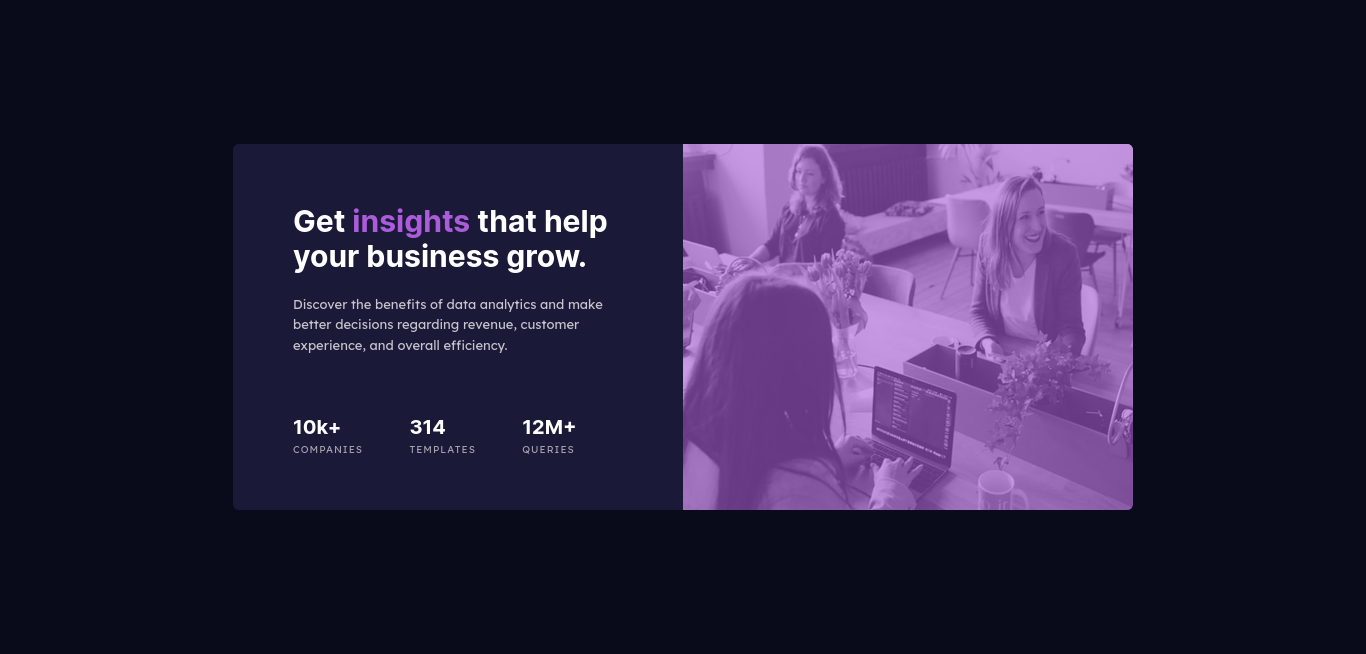 Get insights that help
your business grow.
Discover the benefits of data analytics and make
better decisions regarding revenue, customer
experience, and overall efficiency.
10k+ 314 12M+
COMPANIES TEMPLATES QUERIES